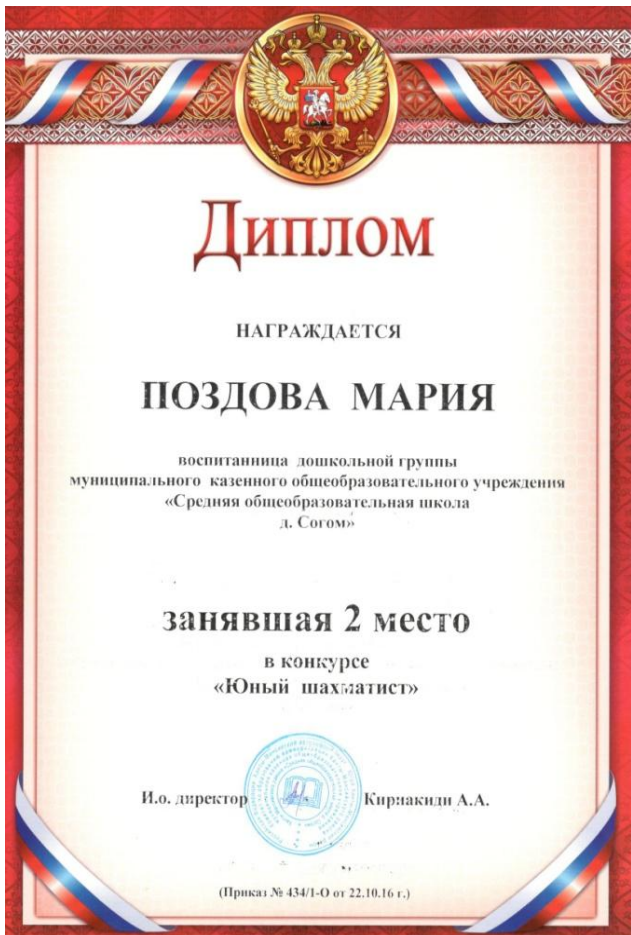 Диплом
НАГРАЖДАЕТСЯ
ПОЗДОВА МАРИЯ
воспитанница дошкольной группы
муниципального казенного общеобразовательного учреждения
«Средняя общеобразовательная школа
д. Согом»
занявшая 2 место
в конкурсе
«Юный шахматист»
И.о. директор Кириакиди А.А.
(Приказ № 434/1-О от 22.10.16 г.)